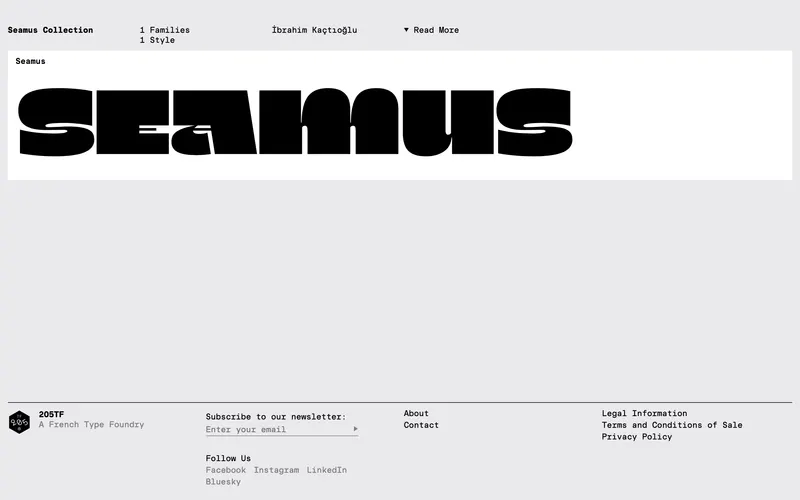 Seamus Collection
1 Families
1 Style
İbrahim Kaçtıoğlu
▼ Read More
Seamus
SEaMUS
205TF
A French Type Foundry
Subscribe to our newsletter:
Enter your email
Follow Us
Facebook Instagram LinkedIn
Bluesky
About
Contact
Legal Information
Terms and Conditions of Sale
Privacy Policy